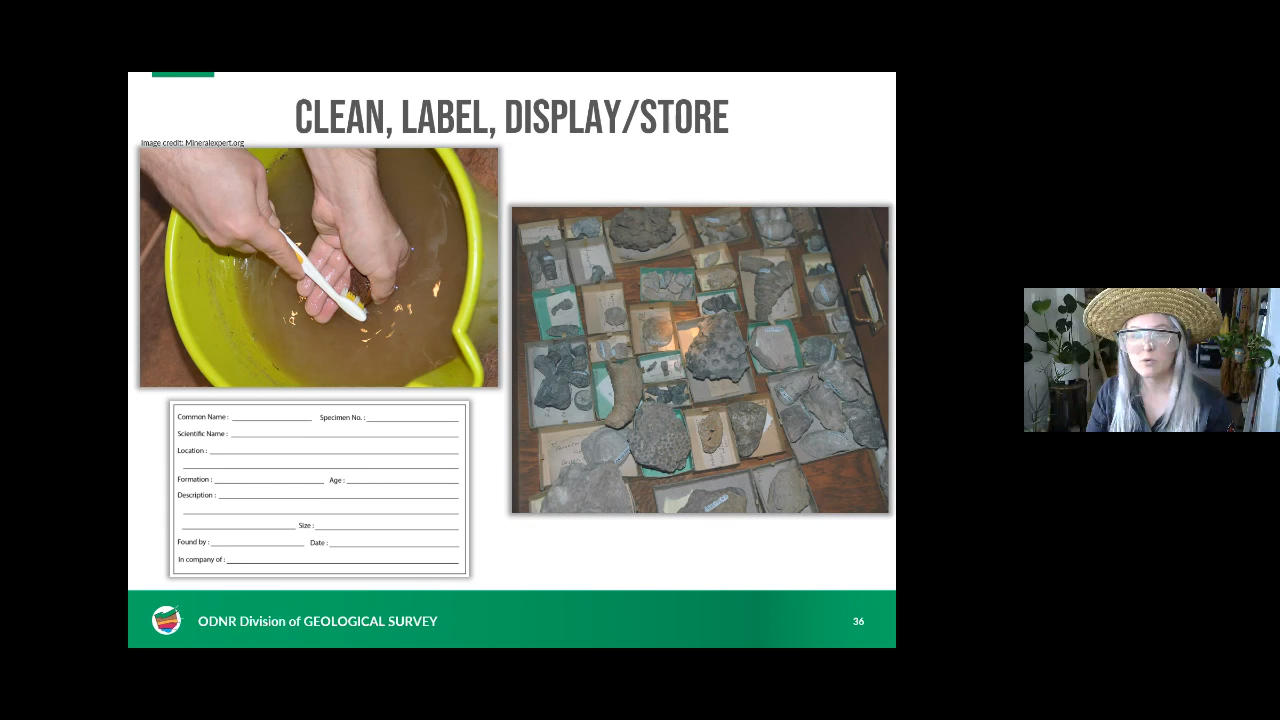 CLEAN, LABEL, DISPLAY/STORE
Image credit: Mineralexpert.org
Common Name : Specimen No. :
Scientific Name :
Location :
Formation : Age :
Description :
Size :
Found by : Date :
In company of :
ODNR Division of GEOLOGICAL SURVEY 36